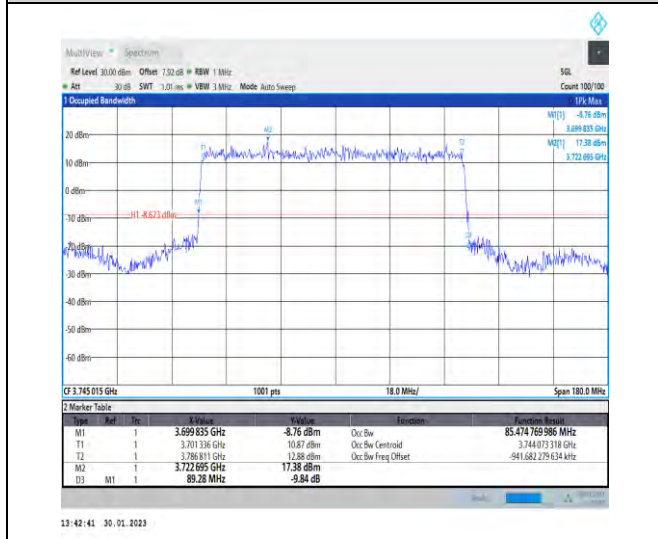 MultiView Spectrum
Ref Level 30.00 dBm Offset 7.92 dB RBW 1 MHz SGL
Att 30 dB SWT 1.01 ms VBW 3 MHz Mode Auto Sweep Count 100/100
1 Occupied Bandwidth 1Pk Max
M1[1] -8.76 dBm
3.699 835 GHz
M2[1] 17.38 dBm
3.722 695 GHz
M2
T1
T2
20 dBm
10 dBm
0 dBm
M1
-10 dBm
H1 -8.623 dBm
D3
-20 dBm
-30 dBm
-40 dBm
-50 dBm
-60 dBm
CF 3.745 015 GHz 1001 pts 18.0 MHz/ Span 180.0 MHz
2 Marker Table
Type Ref Trc X-Value Y-Value Function Function Result
M1 1 3.699 835 GHz -8.76 dBm Occ Bw 85.474 769 986 MHz
T1 1 3.701 336 GHz 10.87 dBm Occ Bw Centroid 3.744 073 318 GHz
T2 1 3.786 811 GHz 12.88 dBm Occ Bw Freq Offset -941.682 279 634 kHz
M2 1 3.722 695 GHz 17.38 dBm
D3 M1 1 89.28 MHz -9.84 dB
13:42:41 30.01.2023